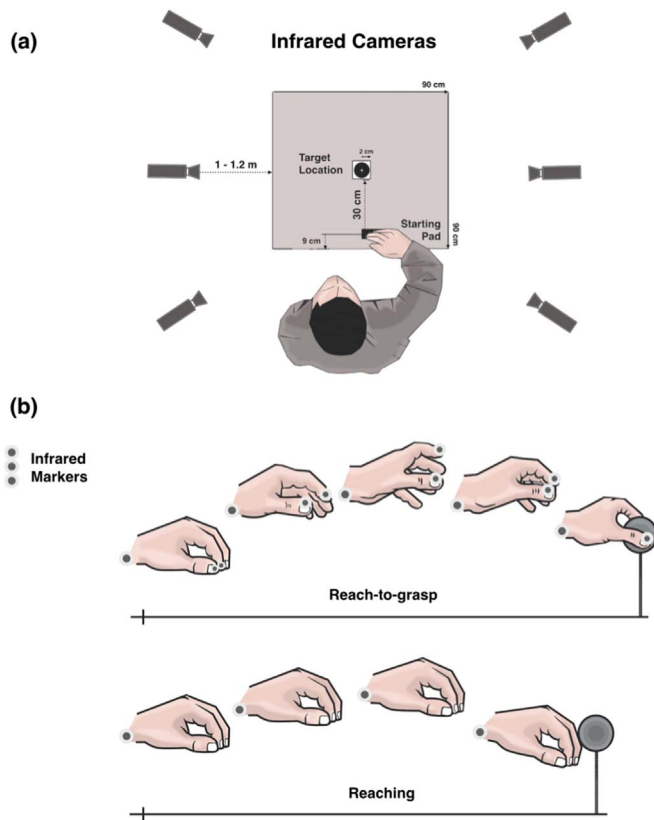 (a)
Infrared Cameras
90 cm
1 - 1.2 m
Target
Location
2 cm
30 cm
Starting
Pad
9 cm
90 cm
(b)
Infrared
Markers
Reach-to-grasp
Reaching